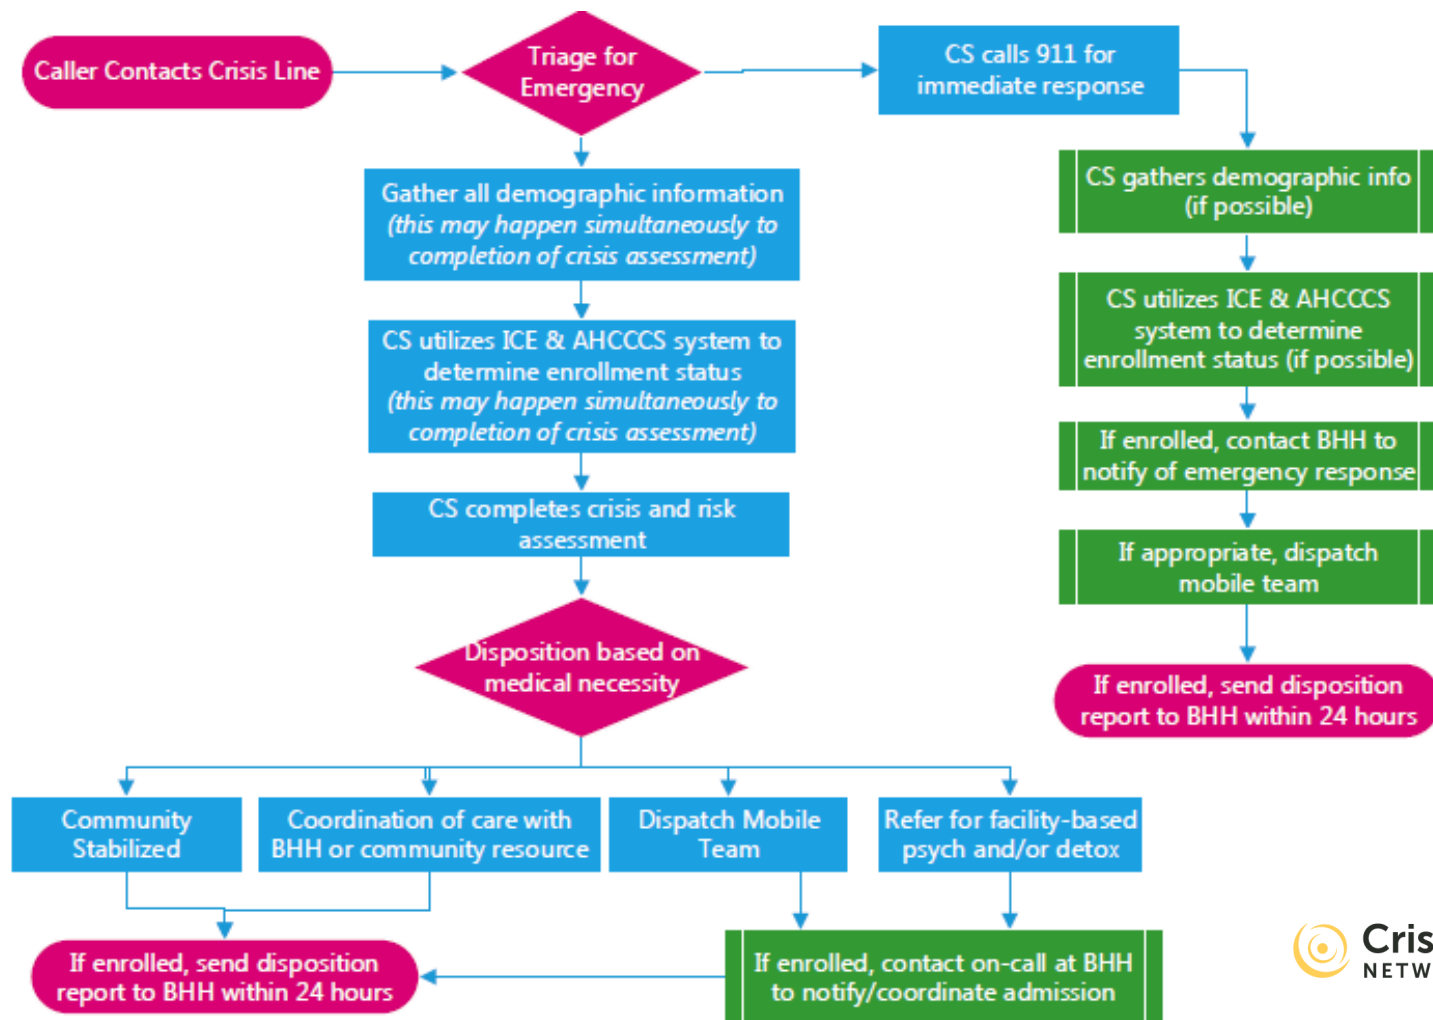 Caller Contacts Crisis Line
Triage for
Emergency
CS calls 911 for
immediate response
Gather all demographic information
(this may happen simultaneously to
completion of crisis assessment)
CS utilizes ICE & AHCCCS system to
determine enrollment status
(this may happen simultaneously to
completion of crisis assessment)
CS completes crisis and risk
assessment
Disposition based on
medical necessity
CS gathers demographic info
(if possible)
CS utilizes ICE & AHCCCS
system to determine
enrollment status (if possible)
If enrolled, contact BHH to
notify of emergency response
If appropriate, dispatch
mobile team
If enrolled, send disposition
report to BHH within 24 hours
Community
Stabilized
Coordination of care with
BHH or community resource
Dispatch Mobile
Team
Refer for facility-based
psych and/or detox
If enrolled, send disposition
report to BHH within 24 hours
If enrolled, contact on-call at BHH
to notify/coordinate admission
Cris
NETW